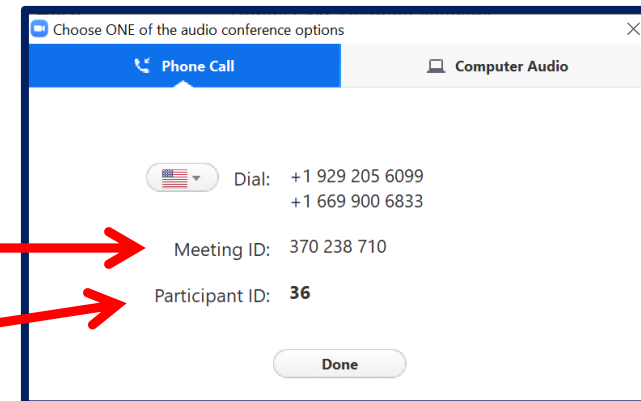 Choose ONE of the audio conference options
Phone Call
Computer Audio
Dial: +1 929 205 6099
+1 669 900 6833
Meeting ID: 370 238 710
Participant ID: 36
Done